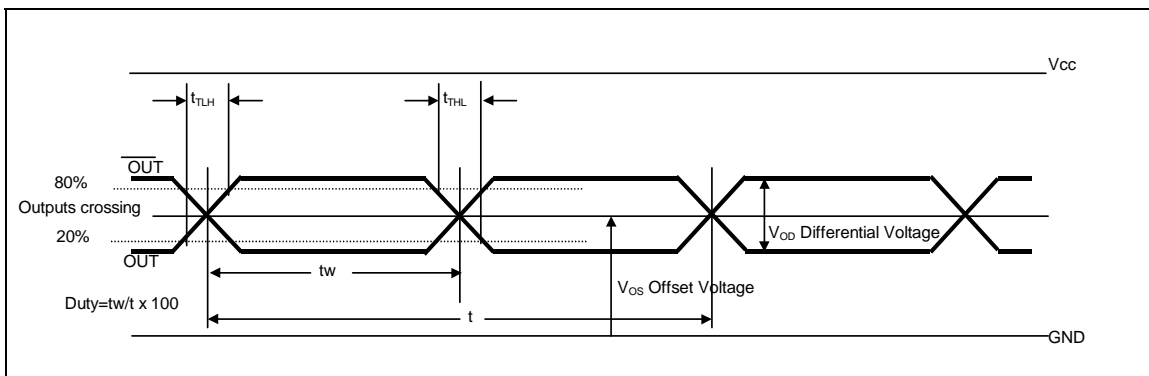 Vcc
tTLH
tTHL
OUT
80%
Outputs crossing
20%
OUT
VOD Differential Voltage
tw
VOS Offset Voltage
Duty=tw/t x 100
t
GND